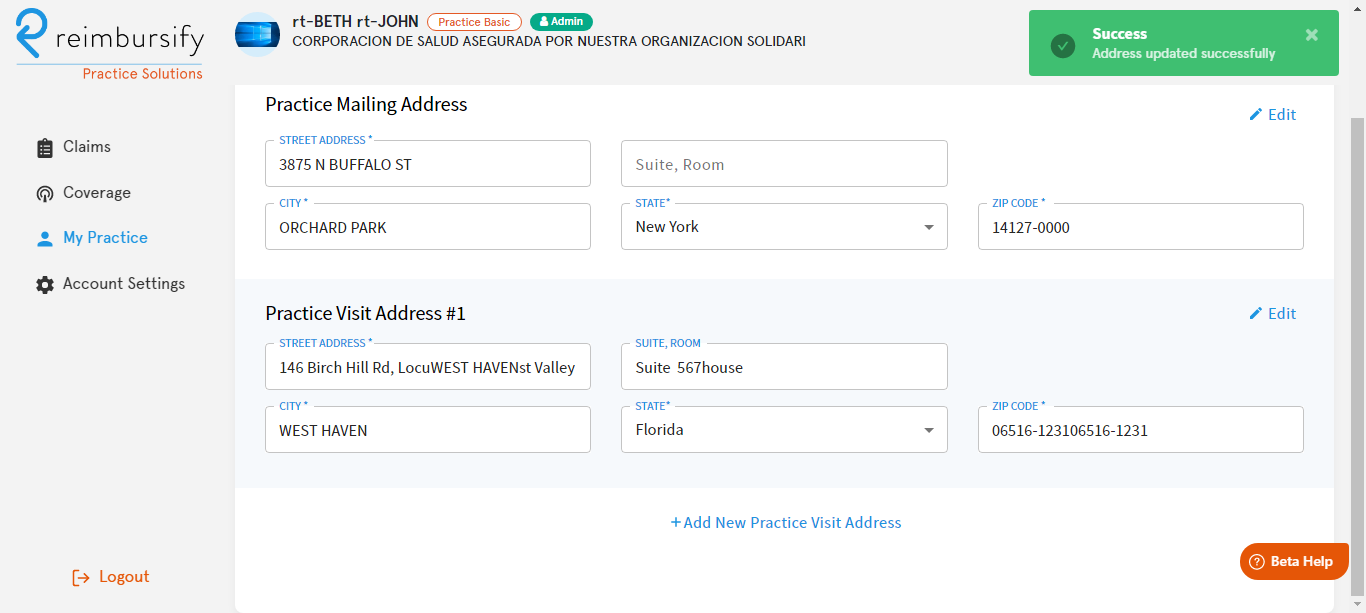 reimbursify
Practice Solutions
rt-BETH rt-JOHN Practice Basic Admin
CORPORACION DE SALUD ASEGURADA POR NUESTRA ORGANIZACION SOLIDARI
Success
Address updated successfully
Claims
Coverage
My Practice
Account Settings
Logout
Practice Mailing Address
Edit
STREET ADDRESS *
3875 N BUFFALO ST
Suite, Room
CITY *
ORCHARD PARK
STATE*
New York
ZIP CODE *
14127-0000
Practice Visit Address #1
Edit
STREET ADDRESS *
146 Birch Hill Rd, LocuWEST HAVENst Valley
SUITE, ROOM
Suite 567house
CITY *
WEST HAVEN
STATE*
Florida
ZIP CODE *
06516-123106516-1231
+Add New Practice Visit Address
? Beta Help